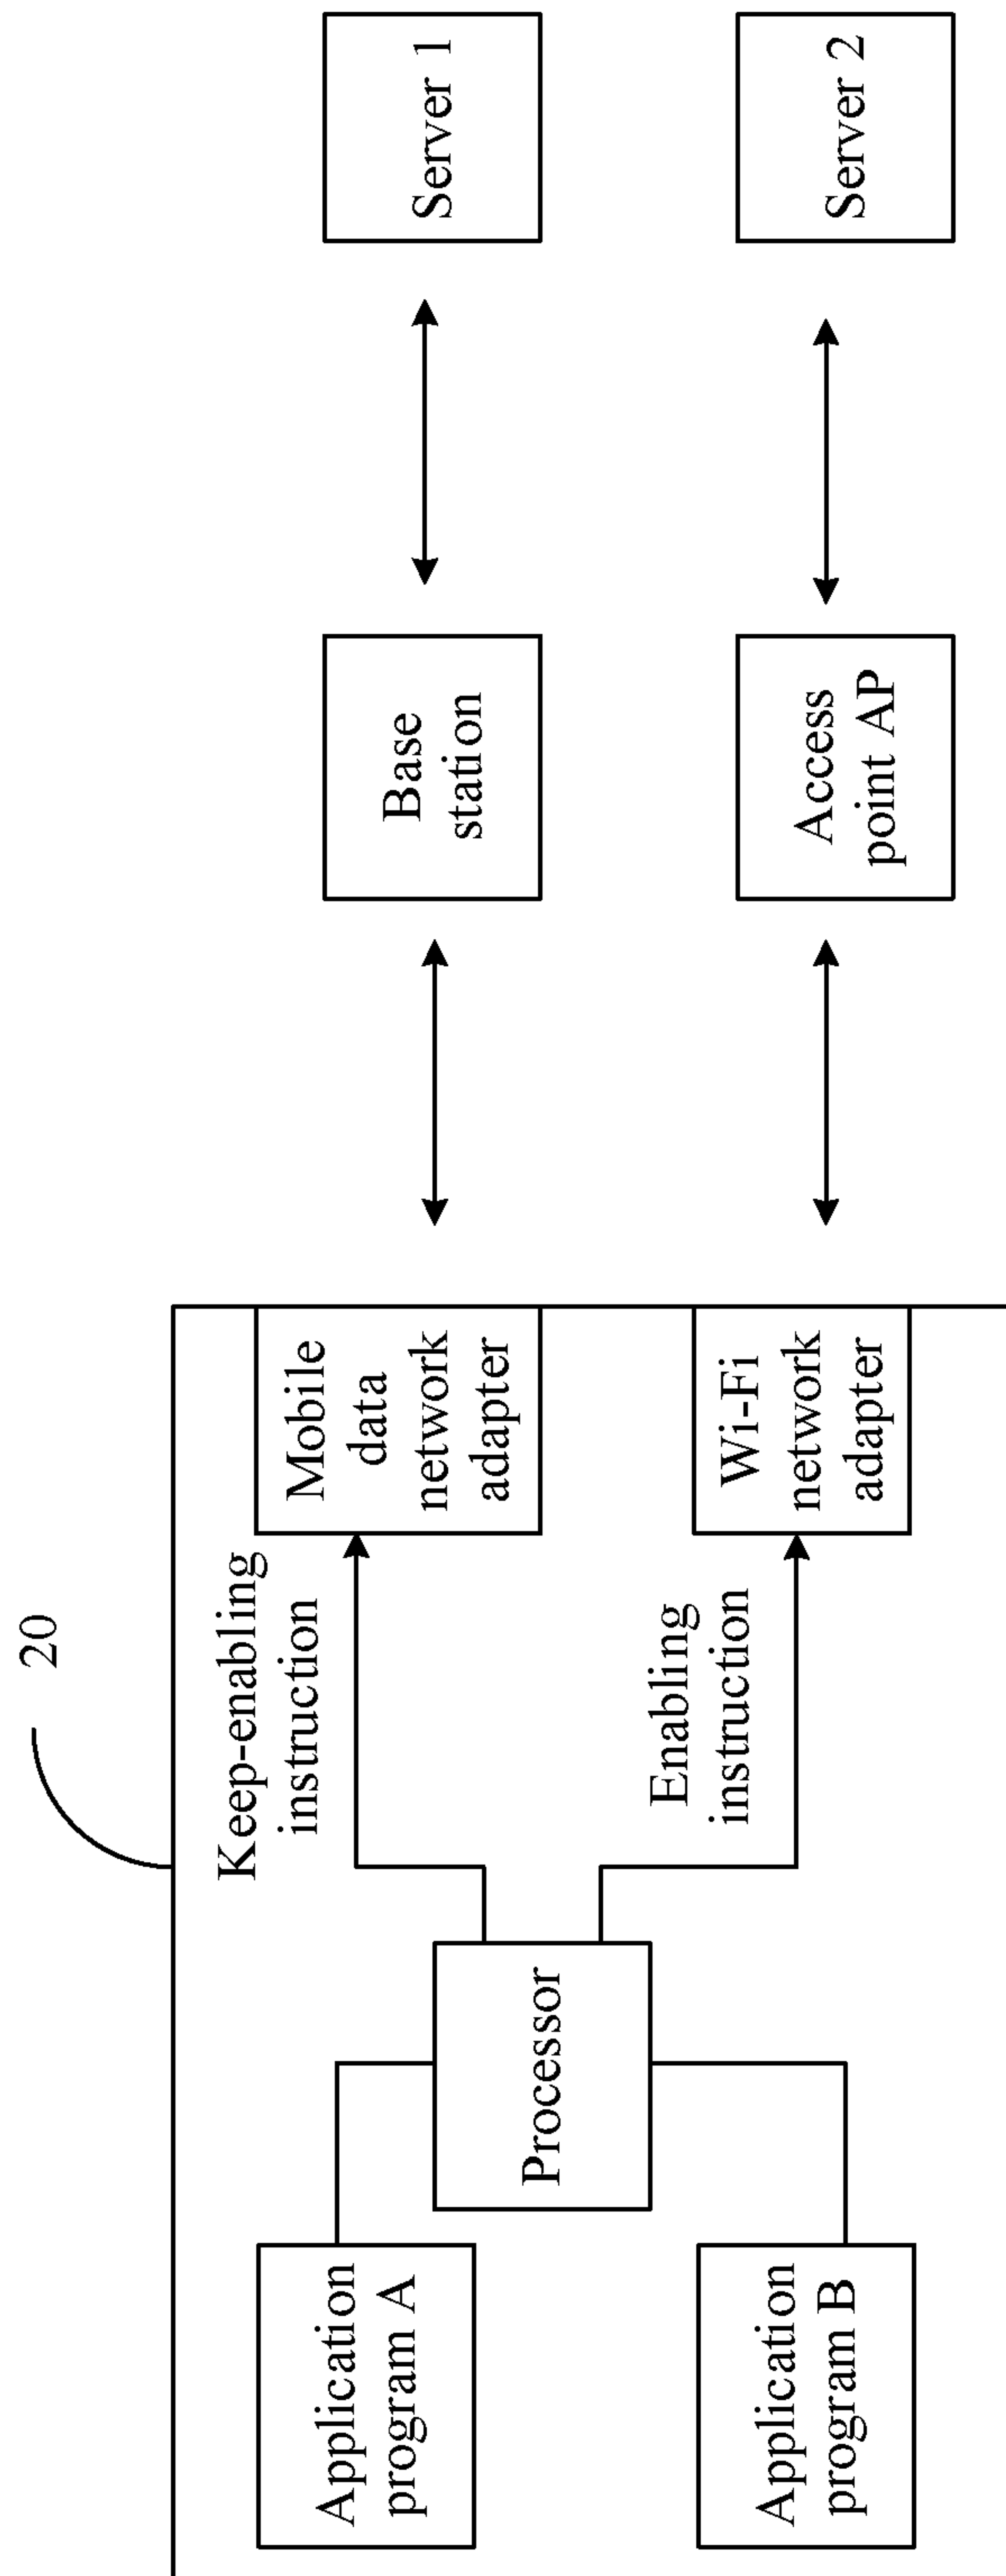 20
Application
program A
Application
program B
Processor
Keep-enabling
instruction
Enabling
instruction
Mobile
data
network
adapter
Wi-Fi
network
adapter
Base
station
Access
point AP
Server 1
Server 2